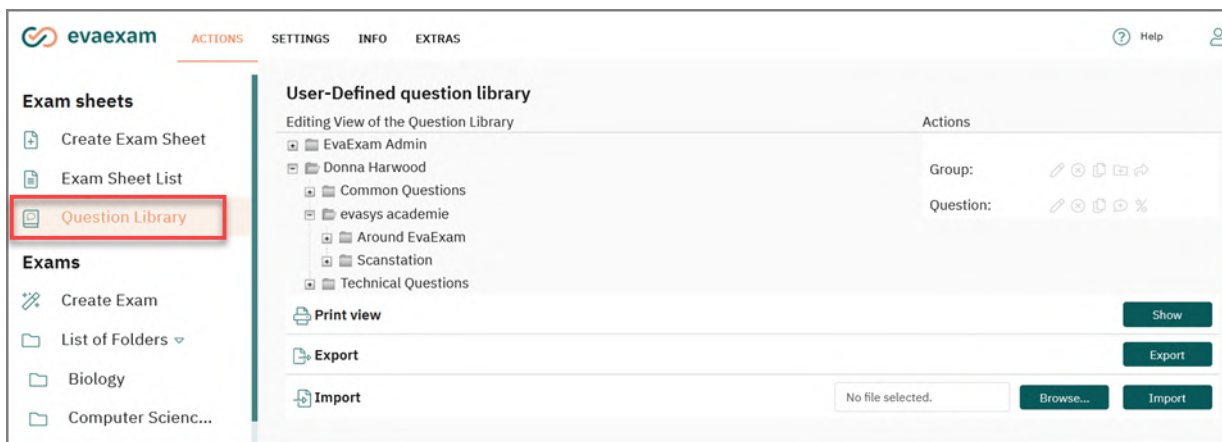 evaexam
ACTIONS
SETTINGS
INFO
EXTRAS
Help
Exam sheets
Create Exam Sheet
Exam Sheet List
Question Library
Exams
Create Exam
List of Folders
Biology
Computer Scienc...
User-Defined question library
Editing View of the Question Library
Actions
EvaExam Admin
Donna Harwood
Common Questions
evasys academie
Around EvaExam
Scanstation
Technical Questions
Group:
Question:
Print view
Show
Export
Export
Import
No file selected.
Browse...
Import